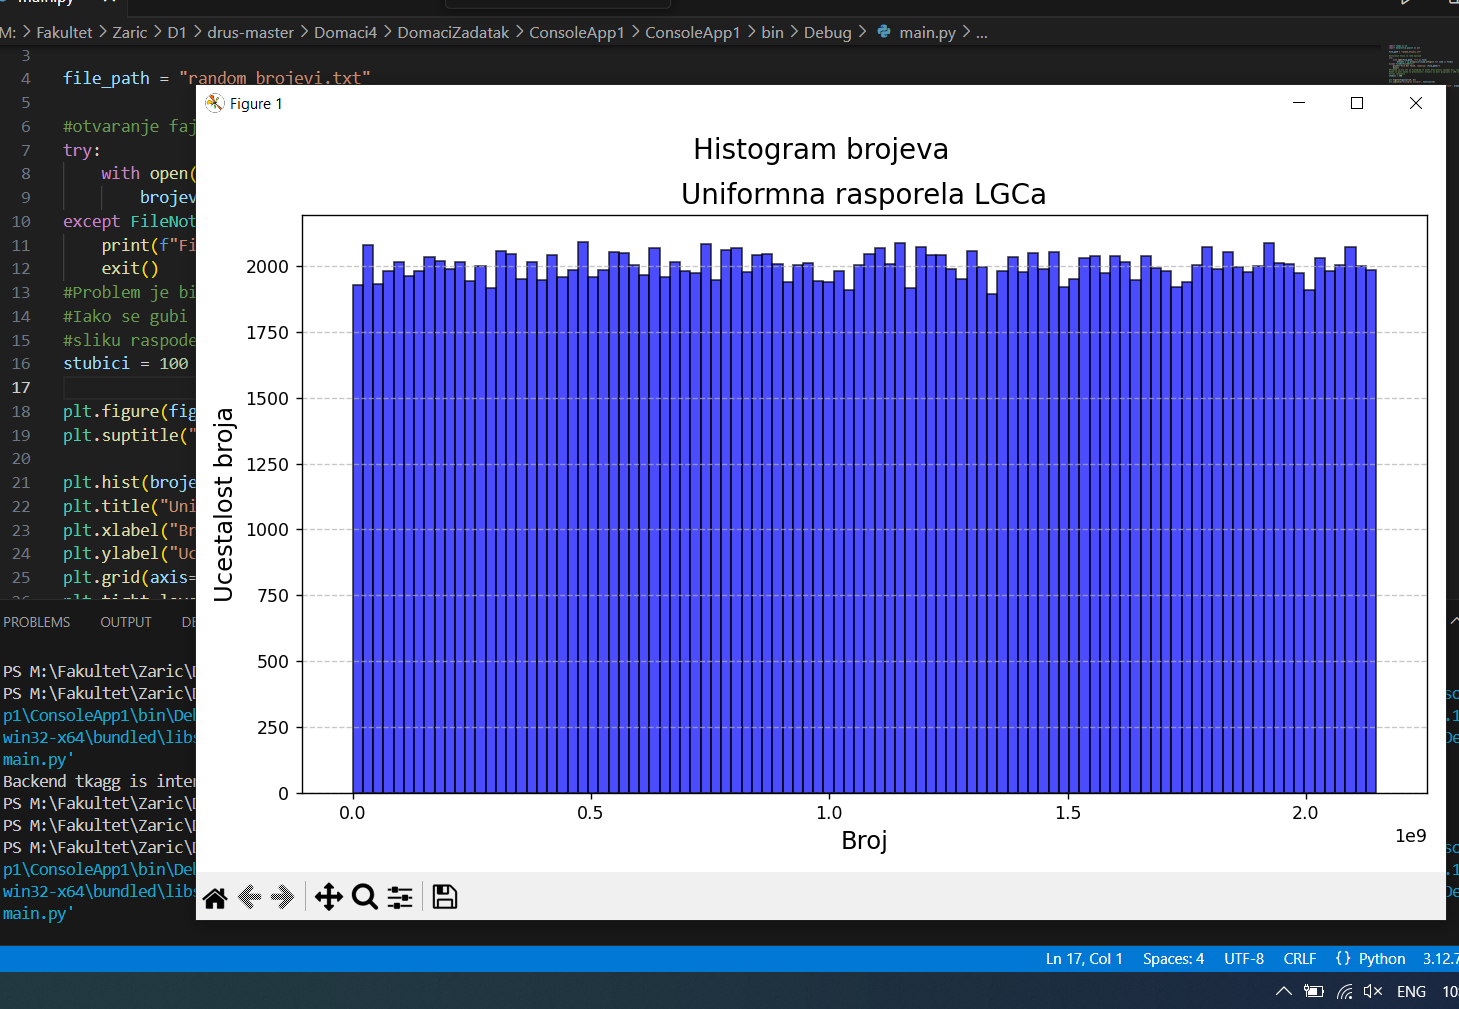 main.py
M: > Fakultet > Zaric > D1 > drus-master > Domaci4 > DomaciZadatak > ConsoleApp1 > ConsoleApp1 > bin > Debug > main.py > ...
3
4 file_path = "random_brojevi.txt"
5
6 #otvaranje faj
7 try:
8 with open(
9 brojev
10 except FileNot
11 print(f"Fi
12 exit()
13 #Problem je bi
14 #Iako se gubi
15 #sliku raspode
16 stubici = 100
17
18 plt.figure(fig
19 plt.suptitle("
20
21 plt.hist(broje
22 plt.title("Uni
23 plt.xlabel("Br
24 plt.ylabel("Uc
25 plt.grid(axis=
Figure 1
Histogram brojeva
Uniformna rasporela LGCa
Ucestalost broja
2000
1750
1500
1250
1000
750
500
250
0
0.0 0.5 1.0 1.5 2.0
1e9
Broj
PROBLEMS OUTPUT DE
PS M:\Fakultet\Zaric\D
PS M:\Fakultet\Zaric\D
p1\ConsoleApp1\bin\Deb
win32-x64\bundled\libs
main.py'
Backend tkagg is inter
PS M:\Fakultet\Zaric\D
PS M:\Fakultet\Zaric\D
PS M:\Fakultet\Zaric\D
p1\ConsoleApp1\bin\Deb
win32-x64\bundled\libs
main.py'
Ln 17, Col 1 Spaces: 4 UTF-8 CRLF {} Python 3.12.7
ENG 10: